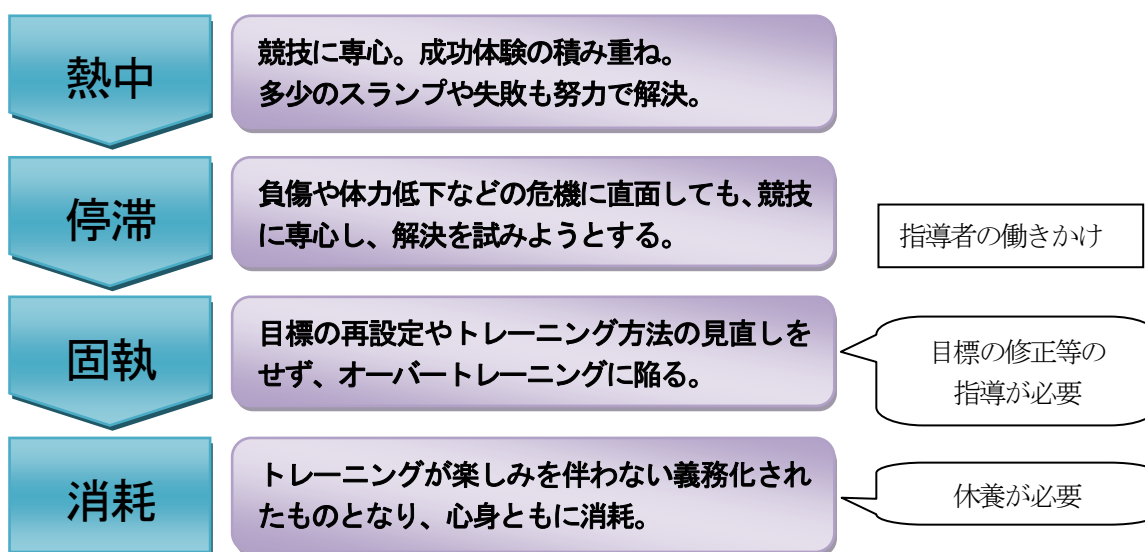 熱中
競技に専心。成功体験の積み重ね。
多少のスランプや失敗も努力で解決。
停滞
負傷や体力低下などの危機に直面しても、競技
に専心し、解決を試みようとする。
指導者の働きかけ
固執
目標の再設定やトレーニング方法の見直しを
せず、オーバートレーニングに陥る。
目標の修正等の
指導が必要
消耗
トレーニングが楽しみを伴わない義務化され
たものとなり、心身ともに消耗。
休養が必要